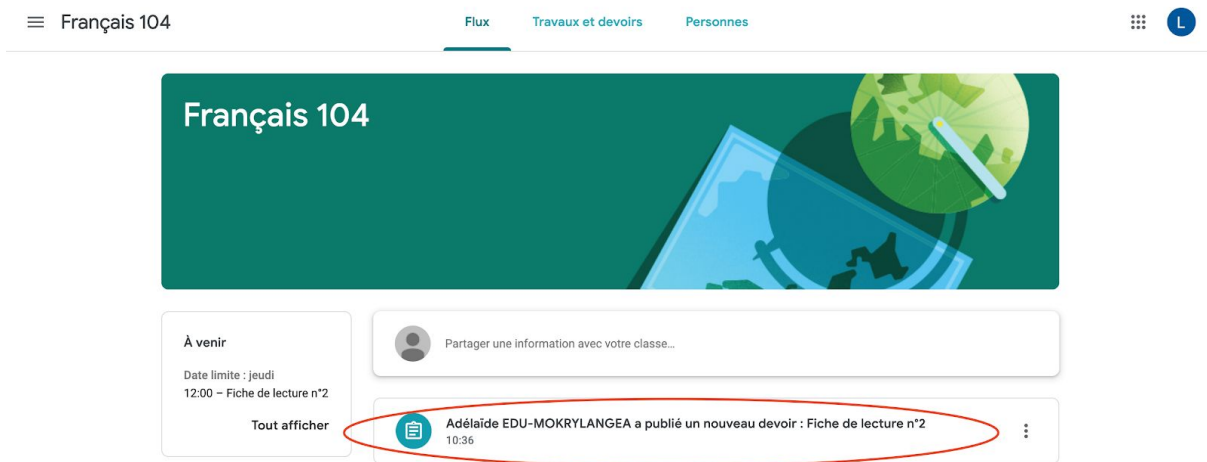 Français 104
Flux
Travaux et devoirs
Personnes
L
Français 104
À venir
Date limite : jeudi
12:00 – Fiche de lecture n°2
Tout afficher
Partager une information avec votre classe…
Adélaïde EDU-MOKRYLANGEA a publié un nouveau devoir : Fiche de lecture n°2
10:36